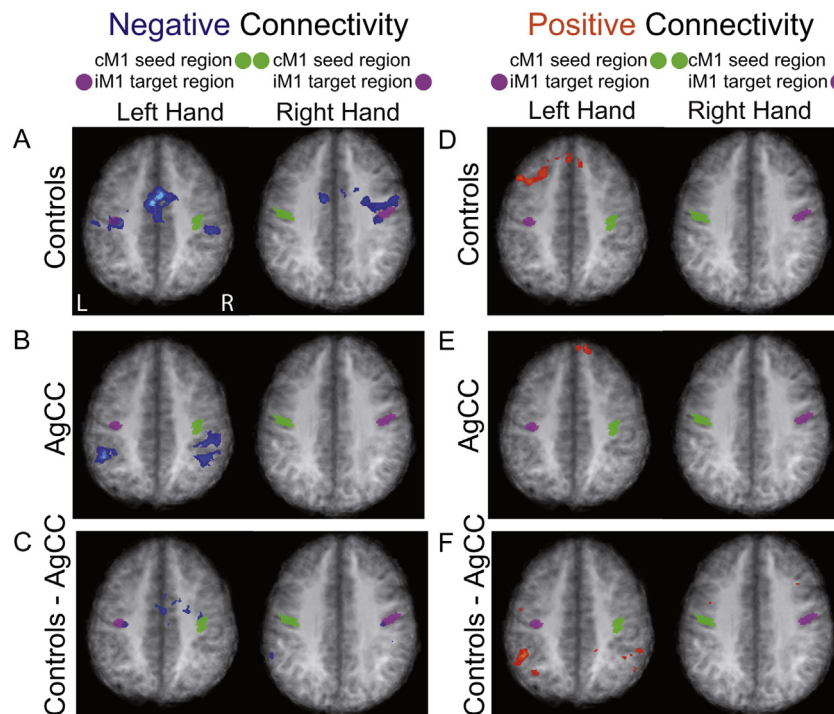 Negative Connectivity
cM1 seed region cM1 seed region
iM1 target region iM1 target region
Left Hand Right Hand
Positive Connectivity
cM1 seed region cM1 seed region
iM1 target region iM1 target region
Left Hand Right Hand
A
Controls
L R
D
Controls
B
AgCC
E
AgCC
C
Controls - AgCC
F
Controls - AgCC